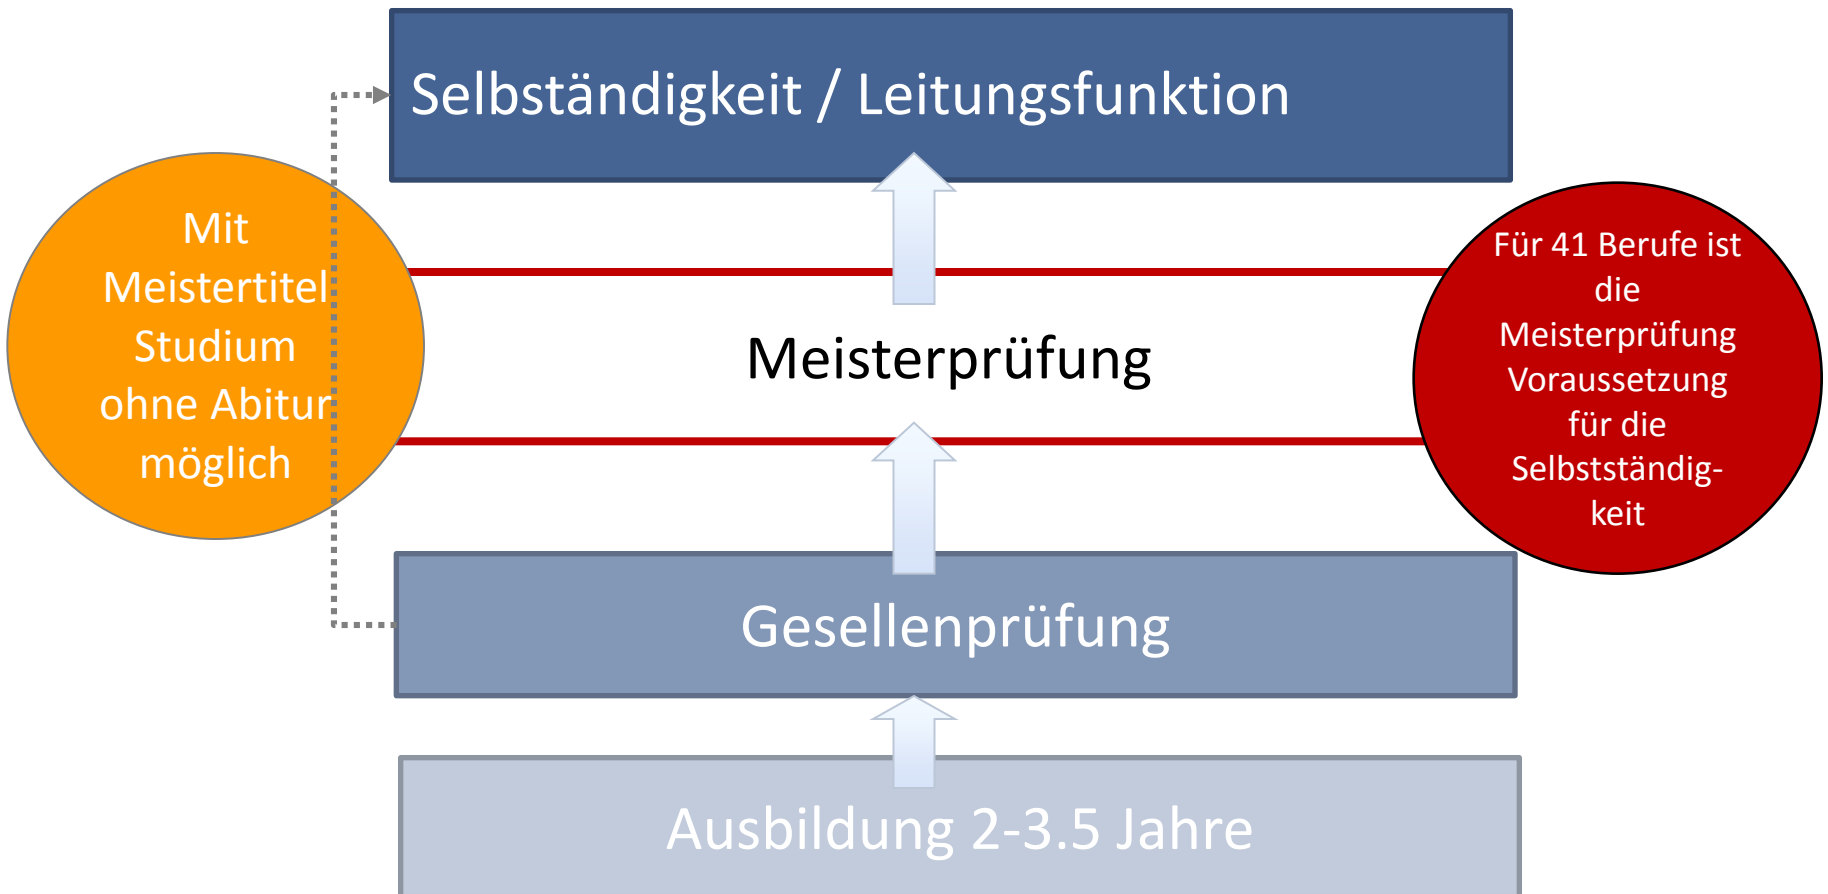 Selbständigkeit / Leitungsfunktion
Mit
Meistertitel
Studium
ohne Abitur
möglich
Für 41 Berufe ist
die
Meisterprüfung
Voraussetzung
für die
Selbstständig-
keit
Meisterprüfung
Gesellenprüfung
Ausbildung 2-3.5 Jahre